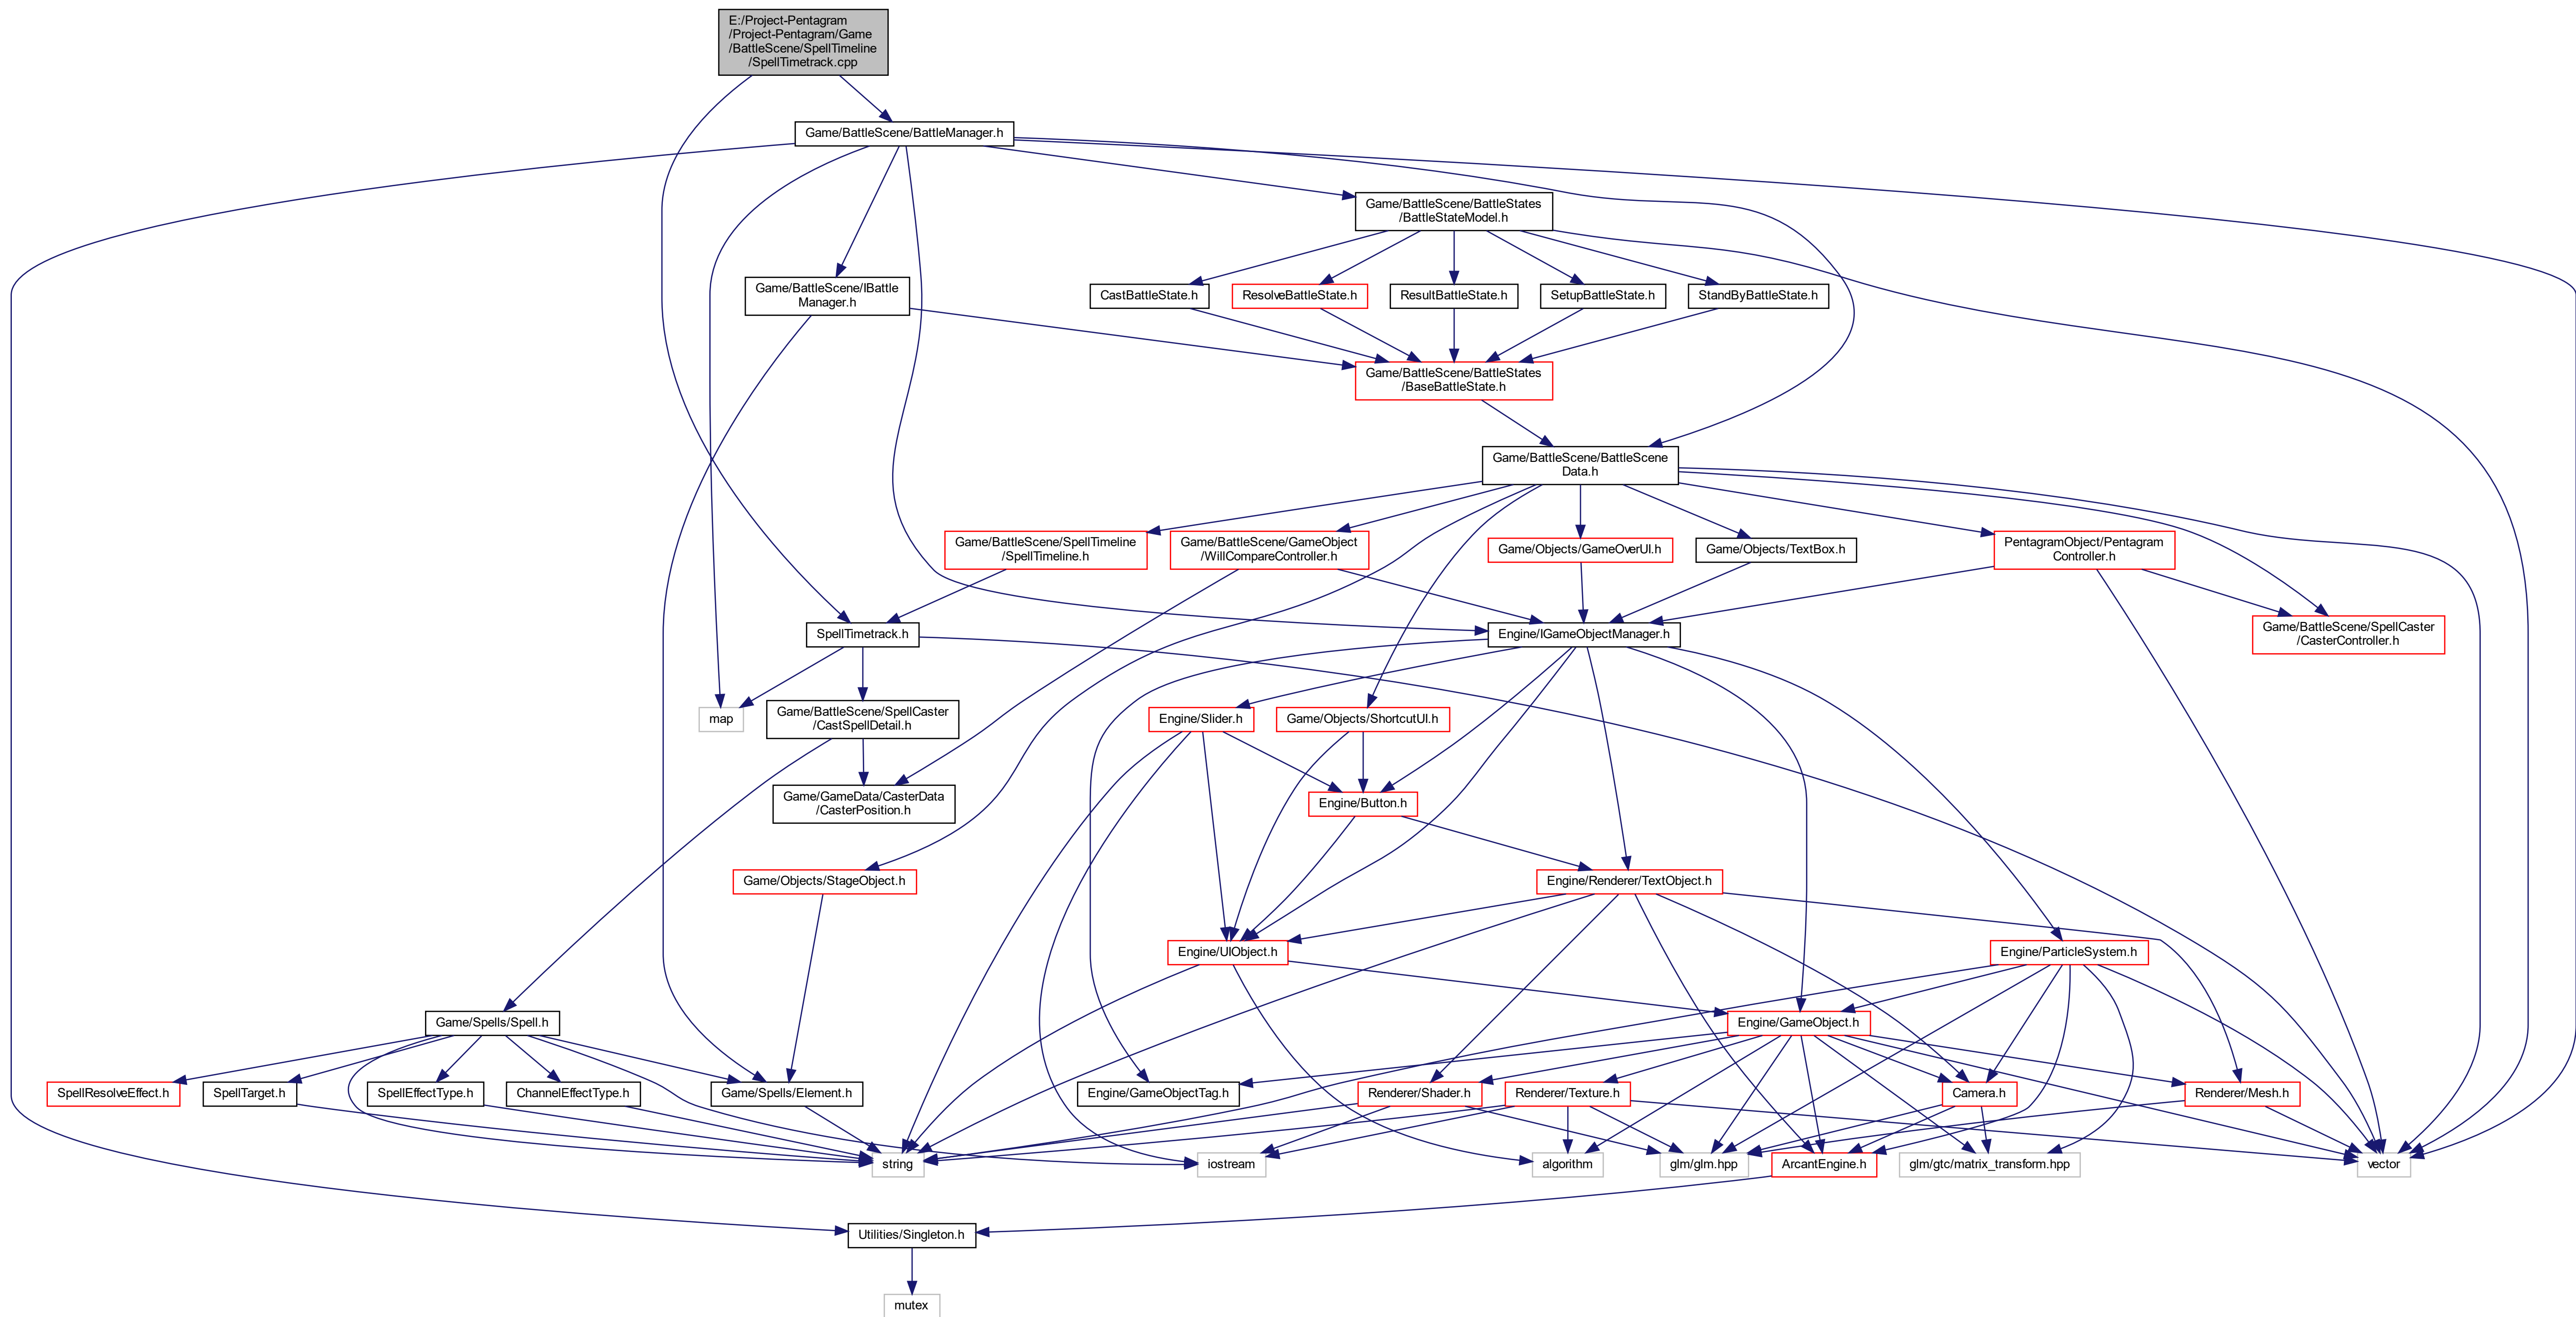 E:/Project-Pentagram
/Project-Pentagram/Game
/BattleScene/SpellTimeline
/SpellTimetrack.cpp
Game/BattleScene/BattleManager.h
Game/BattleScene/BattleStates
/BattleStateModel.h
Game/BattleScene/IBattle
Manager.h
CastBattleState.h
ResolveBattleState.h
ResultBattleState.h
SetupBattleState.h
StandByBattleState.h
Game/BattleScene/BattleStates
/BaseBattleState.h
Game/BattleScene/BattleScene
Data.h
Game/BattleScene/SpellTimeline
/SpellTimeline.h
Game/BattleScene/GameObject
/WillCompareController.h
Game/Objects/GameOverUI.h
Game/Objects/TextBox.h
PentagramObject/Pentagram
Controller.h
SpellTimetrack.h
Engine/IGameObjectManager.h
Game/BattleScene/SpellCaster
/CasterController.h
map
Game/BattleScene/SpellCaster
/CastSpellDetail.h
Engine/Slider.h
Game/Objects/ShortcutUI.h
Game/GameData/CasterData
/CasterPosition.h
Engine/Button.h
Game/Objects/StageObject.h
Engine/Renderer/TextObject.h
Engine/UIObject.h
Engine/ParticleSystem.h
Game/Spells/Spell.h
Engine/GameObject.h
SpellResolveEffect.h
SpellTarget.h
SpellEffectType.h
ChannelEffectType.h
Game/Spells/Element.h
Engine/GameObjectTag.h
Renderer/Shader.h
Renderer/Texture.h
Camera.h
Renderer/Mesh.h
string
iostream
algorithm
glm/glm.hpp
ArcantEngine.h
glm/gtc/matrix_transform.hpp
vector
Utilities/Singleton.h
mutex